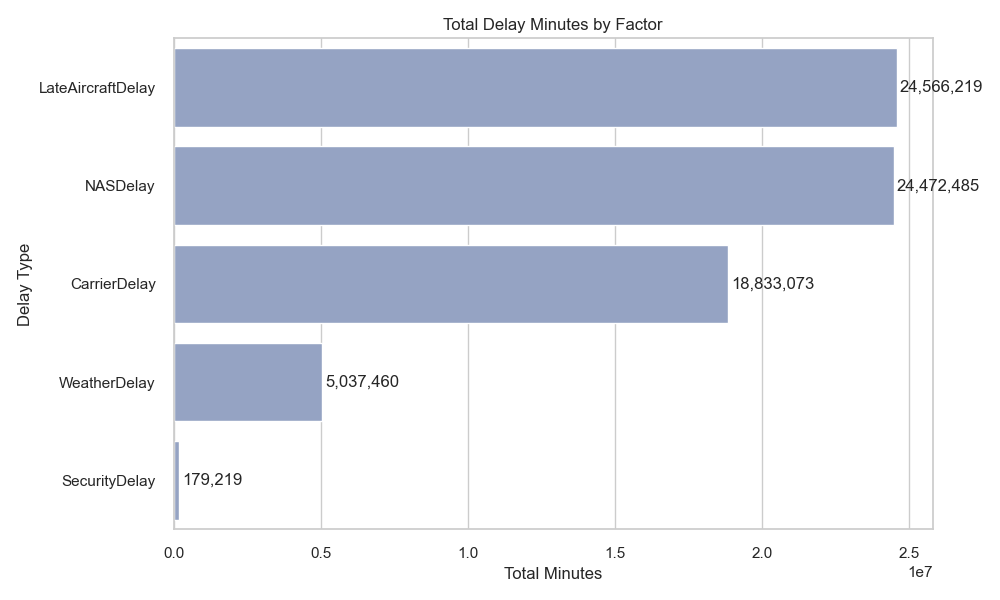 Total Delay Minutes by Factor
Delay Type
LateAircraftDelay 24,566,219
NASDelay 24,472,485
CarrierDelay 18,833,073
WeatherDelay 5,037,460
SecurityDelay 179,219
0.0 0.5 1.0 1.5 2.0 2.5
1e7
Total Minutes